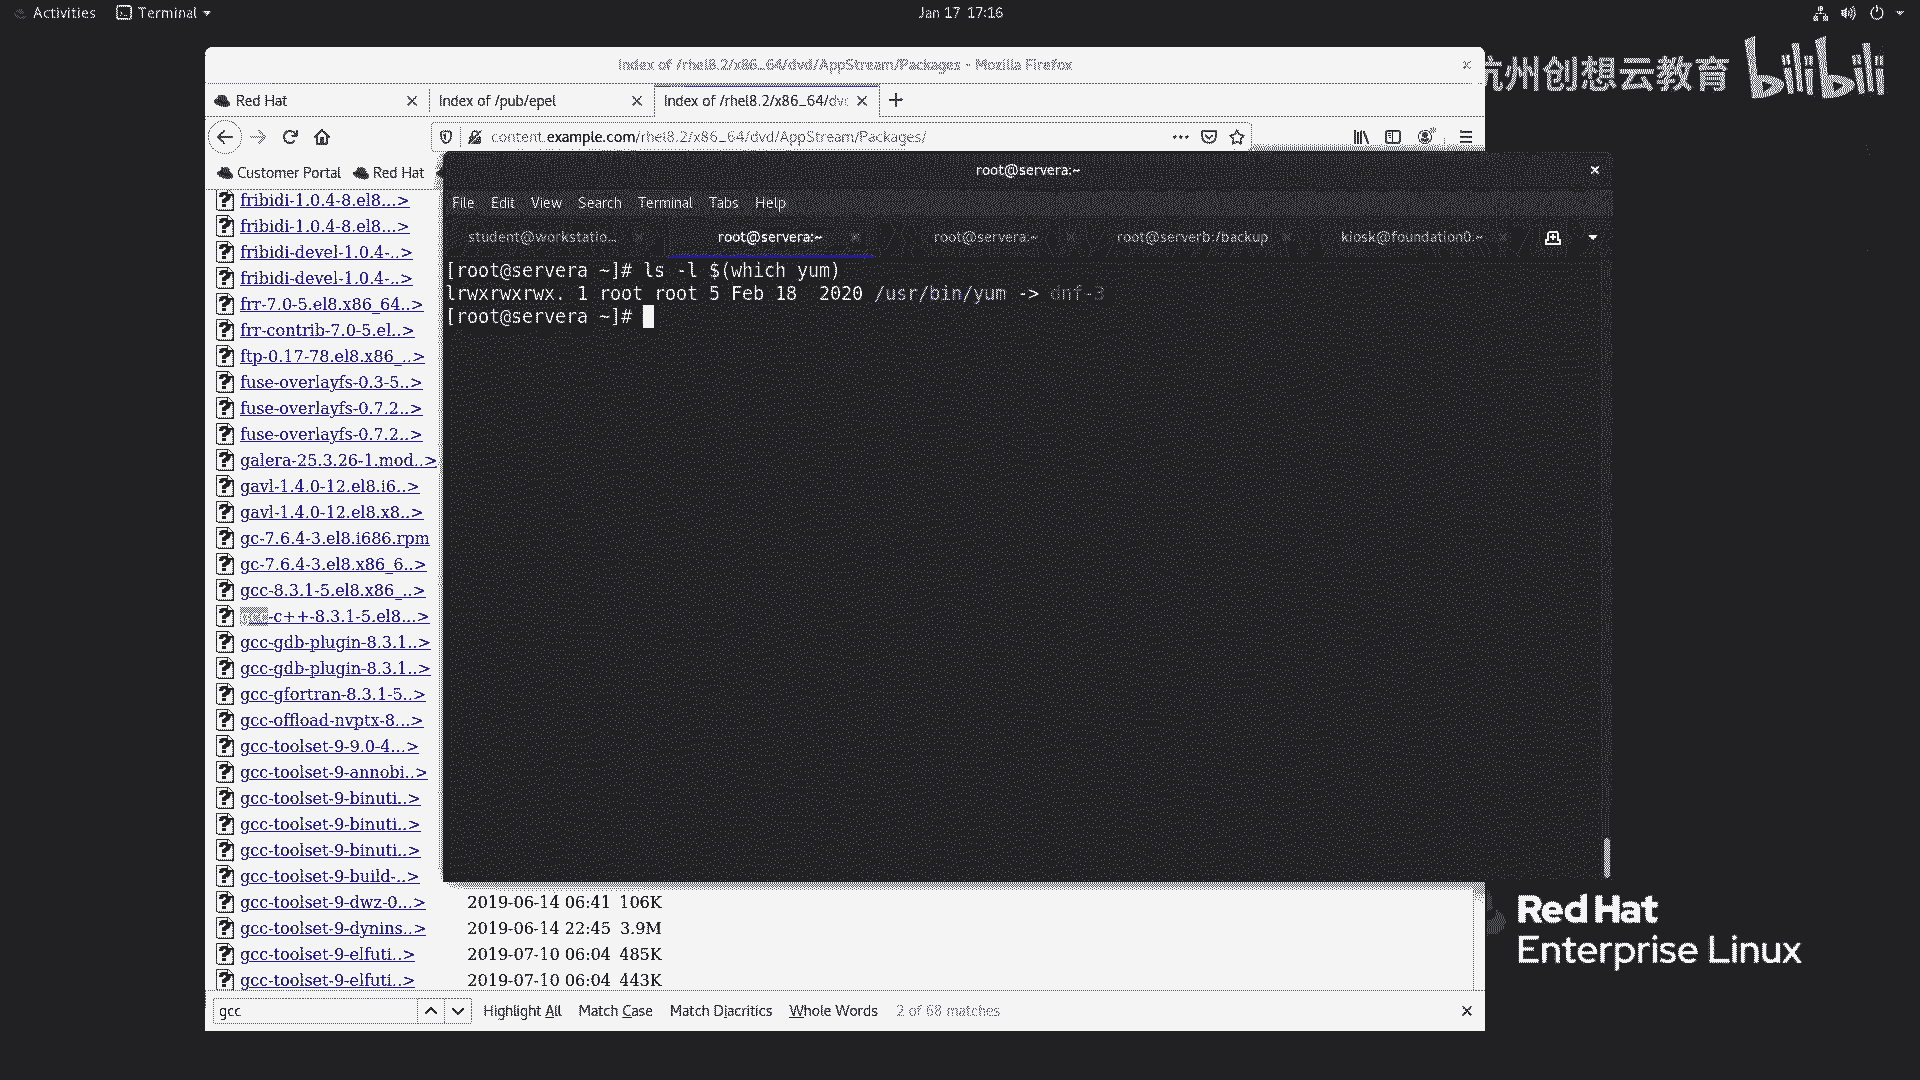 Activities Terminal Jan 17 17:16
杭州创想云教育 bilibili
Index of /rhel8.2/x86_64/dvd/AppStream/Packages - Mozilla Firefox
Red Hat
Index of /pub/epel
Index of /rhel8.2/x86_64/dv
content.example.com/rhel8.2/x86_64/dvd/AppStream/Packages/
Customer Portal Red Hat
fribidi-1.0.4-8.el8...>
fribidi-1.0.4-8.el8...>
fribidi-devel-1.0.4-..>
fribidi-devel-1.0.4-..>
frr-7.0-5.el8.x86_64..>
frr-contrib-7.0-5.el..>
ftp-0.17-78.el8.x86_..>
fuse-overlayfs-0.3-5..>
fuse-overlayfs-0.7.2..>
fuse-overlayfs-0.7.2..>
galera-25.3.26-1.mod..>
gavl-1.4.0-12.el8.i6..>
gavl-1.4.0-12.el8.x8..>
gc-7.6.4-3.el8.i686.rpm
gc-7.6.4-3.el8.x86_6..>
gcc-8.3.1-5.el8.x86_..>
gcc-c++-8.3.1-5.el8...>
gcc-gdb-plugin-8.3.1..>
gcc-gdb-plugin-8.3.1..>
gcc-gfortran-8.3.1-5..>
gcc-offload-nvptx-8...>
gcc-toolset-9-9.0-4...>
gcc-toolset-9-annobi..>
gcc-toolset-9-binuti..>
gcc-toolset-9-binuti..>
gcc-toolset-9-binuti..>
gcc-toolset-9-build-..>
gcc-toolset-9-dwz-0...> 2019-06-14 06:41 106K
gcc-toolset-9-dynins..> 2019-06-14 22:45 3.9M
gcc-toolset-9-elfuti..> 2019-07-10 06:04 485K
gcc-toolset-9-elfuti..> 2019-07-10 06:04 443K
gcc Highlight All Match Case Match Diacritics Whole Words 2 of 68 matches
root@servera:~
File Edit View Search Terminal Tabs Help
student@workstatio...
root@servera:~
root@servera:~
root@serverb:/backup
kiosk@foundation0:~
[root@servera ~]# ls -l $(which yum)
lrwxrwxrwx. 1 root root 5 Feb 18  2020 /usr/bin/yum -> dnf-3
[root@servera ~]#
Red Hat
Enterprise Linux